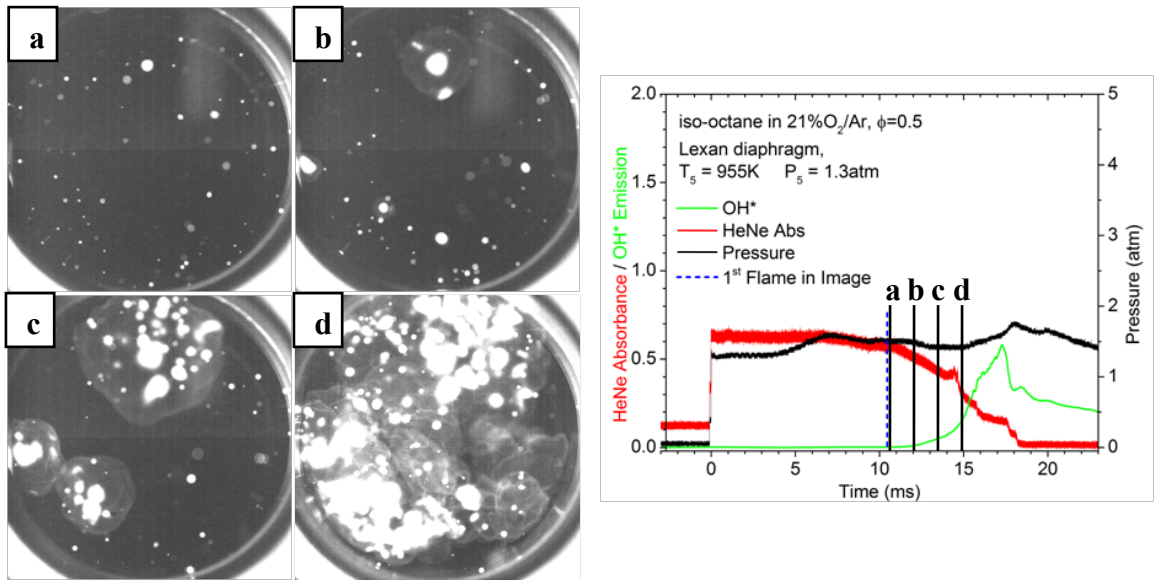 a
b
c
d
iso-octane in 21%O₂/Ar, ϕ=0.5
Lexan diaphragm,
T₅ = 955K P₅ = 1.3atm
OH*
HeNe Abs
Pressure
1ˢᵗ Flame in Image
a b c d
HeNe Absorbance / OH* Emission
2.0
1.5
1.0
0.5
0.0
5
4
3
2
1
0
Pressure (atm)
0 5 10 15 20
Time (ms)